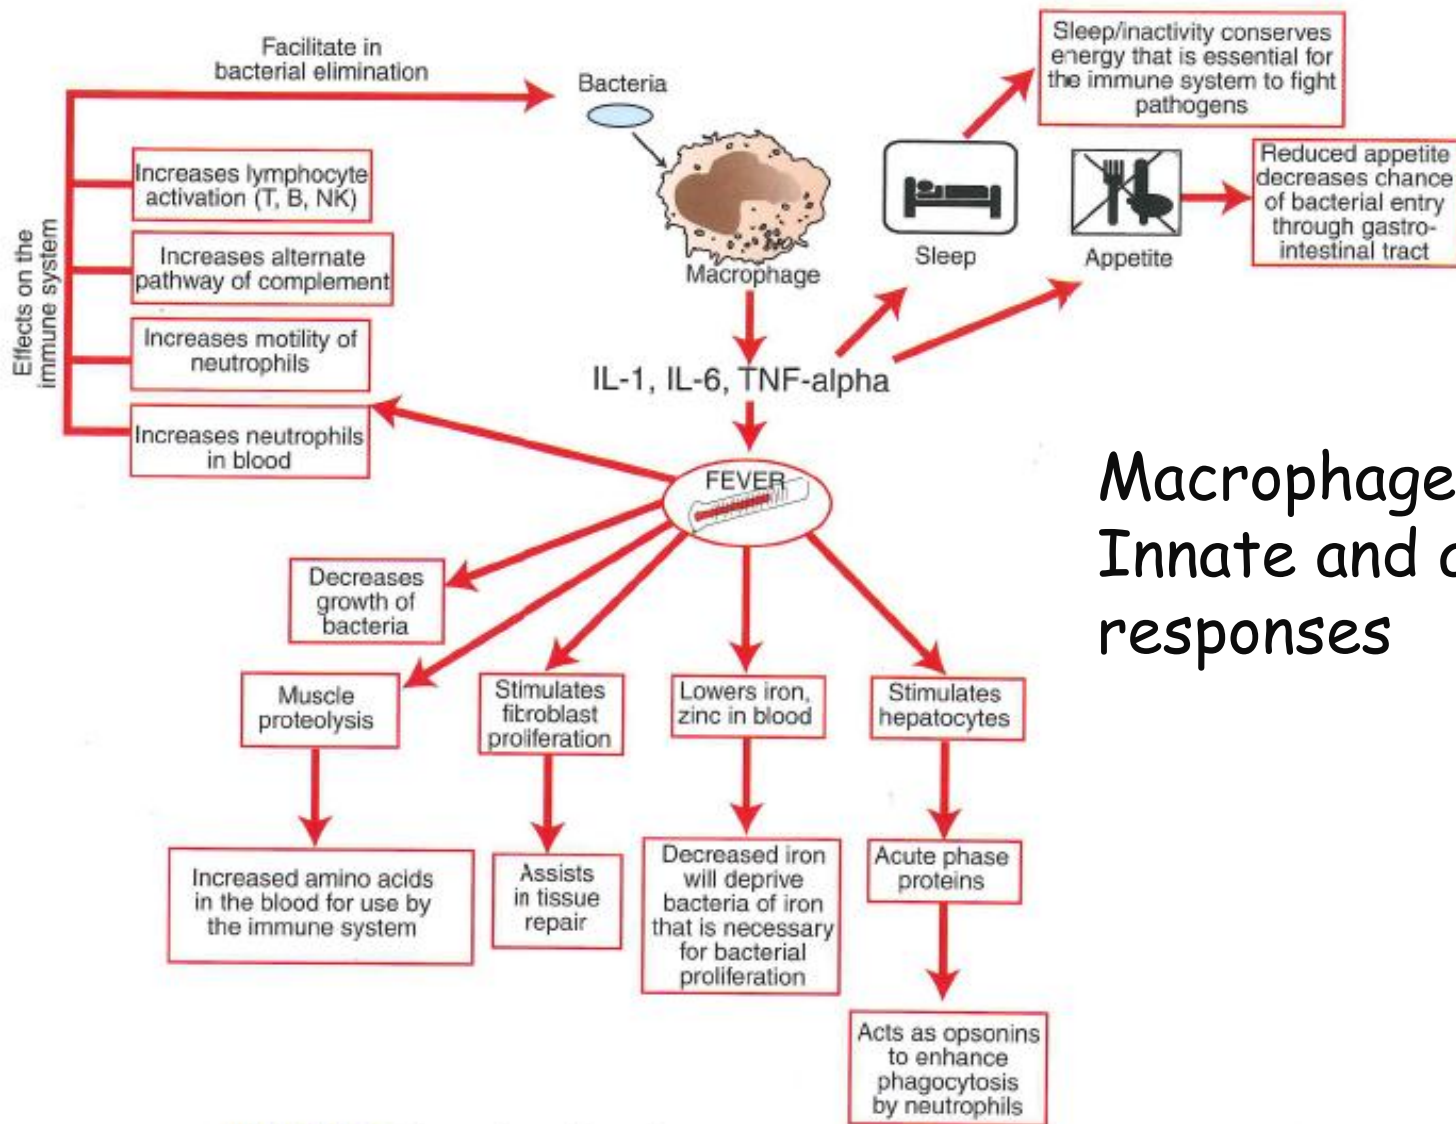 Facilitate in
bacterial elimination
Bacteria
Macrophage
Sleep/inactivity conserves
energy that is essential for
the immune system to fight
pathogens
Sleep
Appetite
Reduced appetite
decreases chance
of bacterial entry
through gastro-
intestinal tract
Effects on the
immune system
Increases lymphocyte
activation (T, B, NK)
Increases alternate
pathway of complement
Increases motility of
neutrophils
Increases neutrophils
in blood
IL-1, IL-6, TNF-alpha
FEVER
Macrophage
Innate and
responses
Decreases
growth of
bacteria
Muscle
proteolysis
Increased amino acids
in the blood for use by
the immune system
Stimulates
fibroblast
proliferation
Assists
in tissue
repair
Lowers iron,
zinc in blood
Decreased iron
will deprive
bacteria of iron
that is necessary
for bacterial
proliferation
Stimulates
hepatocytes
Acute phase
proteins
Acts as opsonins
to enhance
phagocytosis
by neutrophils